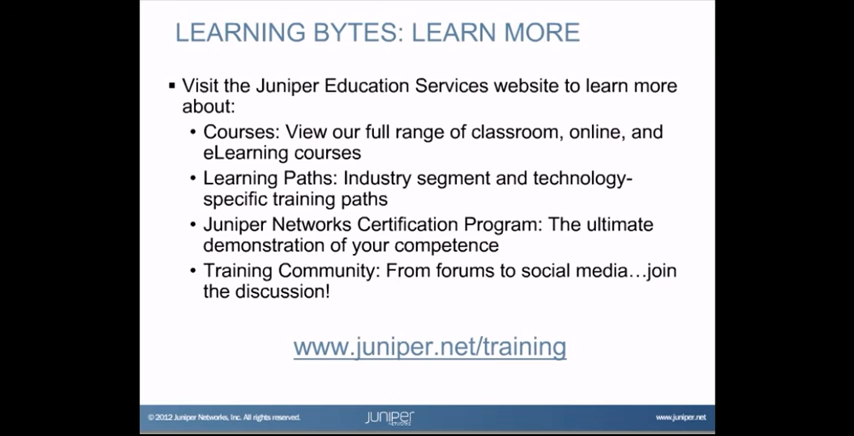 LEARNING BYTES: LEARN MORE
▪ Visit the Juniper Education Services website to learn more
about:
• Courses: View our full range of classroom, online, and
eLearning courses
• Learning Paths: Industry segment and technology-
specific training paths
• Juniper Networks Certification Program: The ultimate
demonstration of your competence
• Training Community: From forums to social media…join
the discussion!
www.juniper.net/training
© 2012 Juniper Networks, Inc. All rights reserved.
JUNIPER
NETWORKS
www.juniper.net